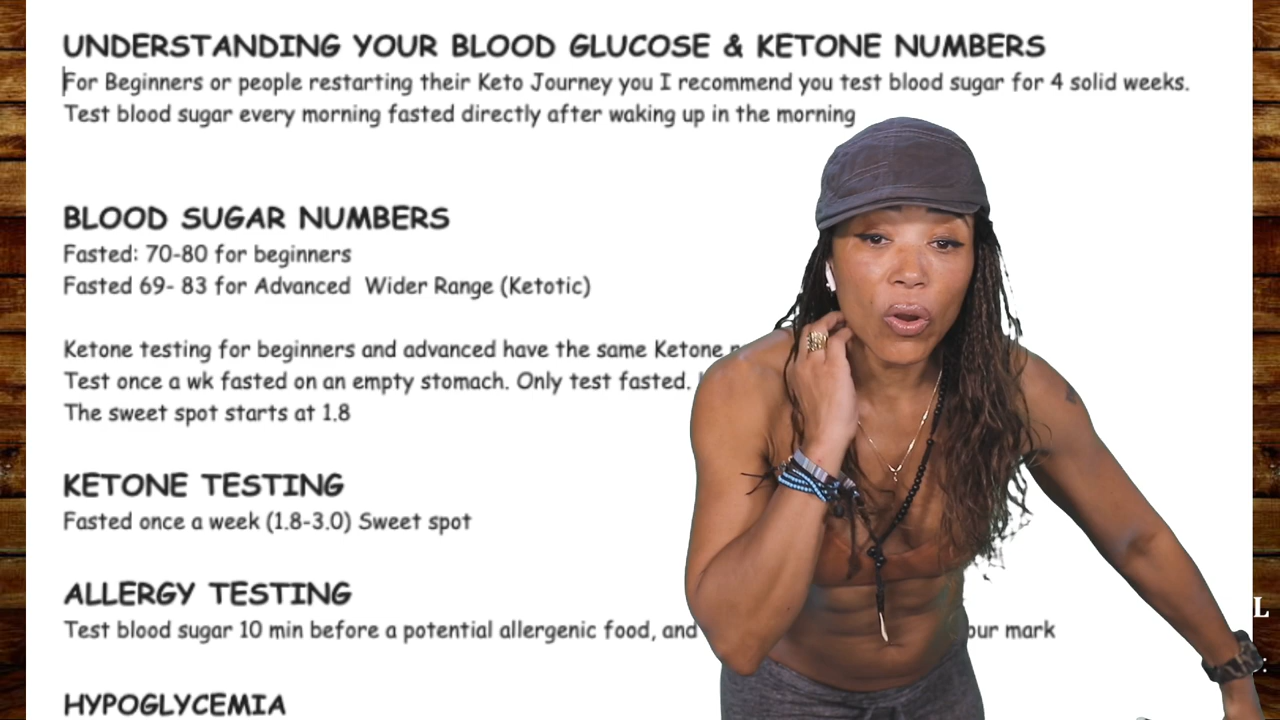 UNDERSTANDING YOUR BLOOD GLUCOSE & KETONE NUMBERS
For Beginners or people restarting their Keto Journey you I recommend you test blood sugar for 4 solid weeks.
Test blood sugar every morning fasted directly after waking up in the morning
BLOOD SUGAR NUMBERS
Fasted: 70-80 for beginners
Fasted 69- 83 for Advanced  Wider Range (Ketotic)
Ketone testing for beginners and advanced have the same Ketone
Test once a wk fasted on an empty stomach. Only test fasted.
The sweet spot starts at 1.8
KETONE TESTING
Fasted once a week (1.8-3.0) Sweet spot
ALLERGY TESTING
Test blood sugar 10 min before a potential allergenic food, and our mark
HYPOGLYCEMIA
L